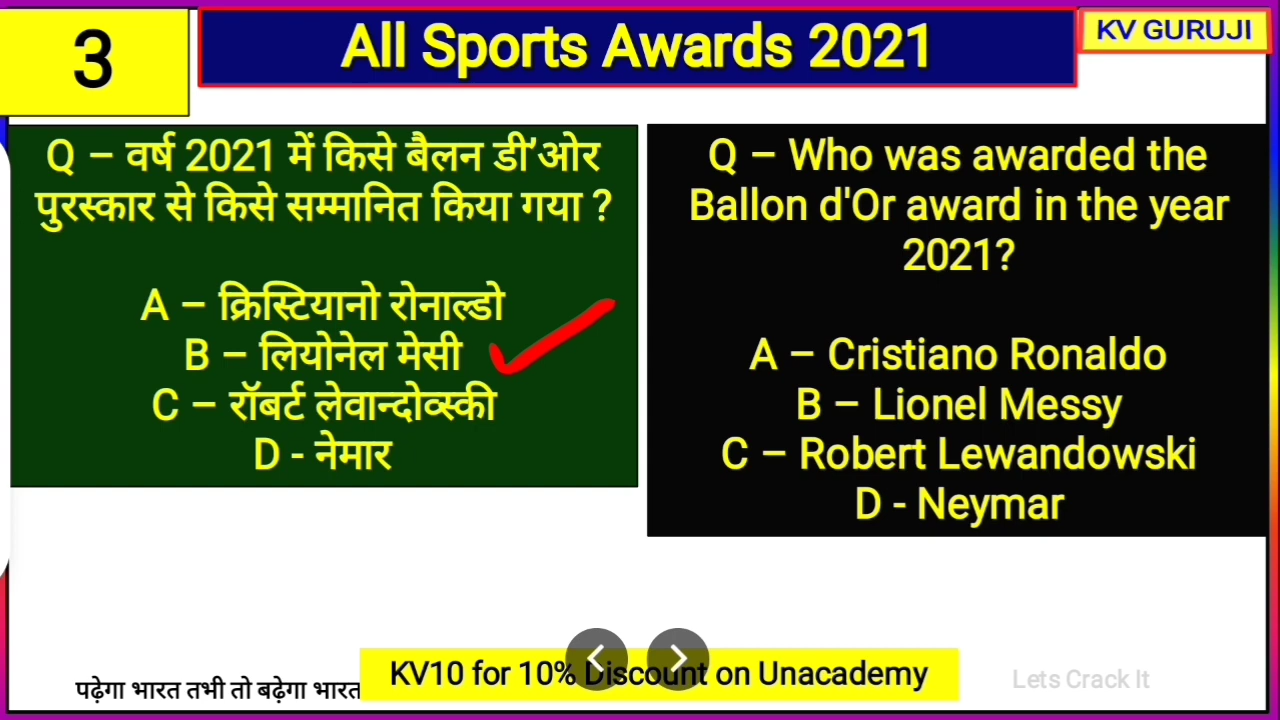 3
All Sports Awards 2021
KV GURUJI
Q – वर्ष 2021 में किसे बैलन डी’ओर
पुरस्कार से किसे सम्मानित किया गया ?
A – क्रिस्टियानो रोनाल्डो
B – लियोनेल मेसी
C – रॉबर्ट लेवान्दोव्स्की
D - नेमार
Q – Who was awarded the
Ballon d'Or award in the year
2021?
A – Cristiano Ronaldo
B – Lionel Messy
C – Robert Lewandowski
D - Neymar
पढ़ेगा भारत तभी तो बढ़ेगा भारत
KV10 for 10% Discount on Unacademy
Lets Crack It